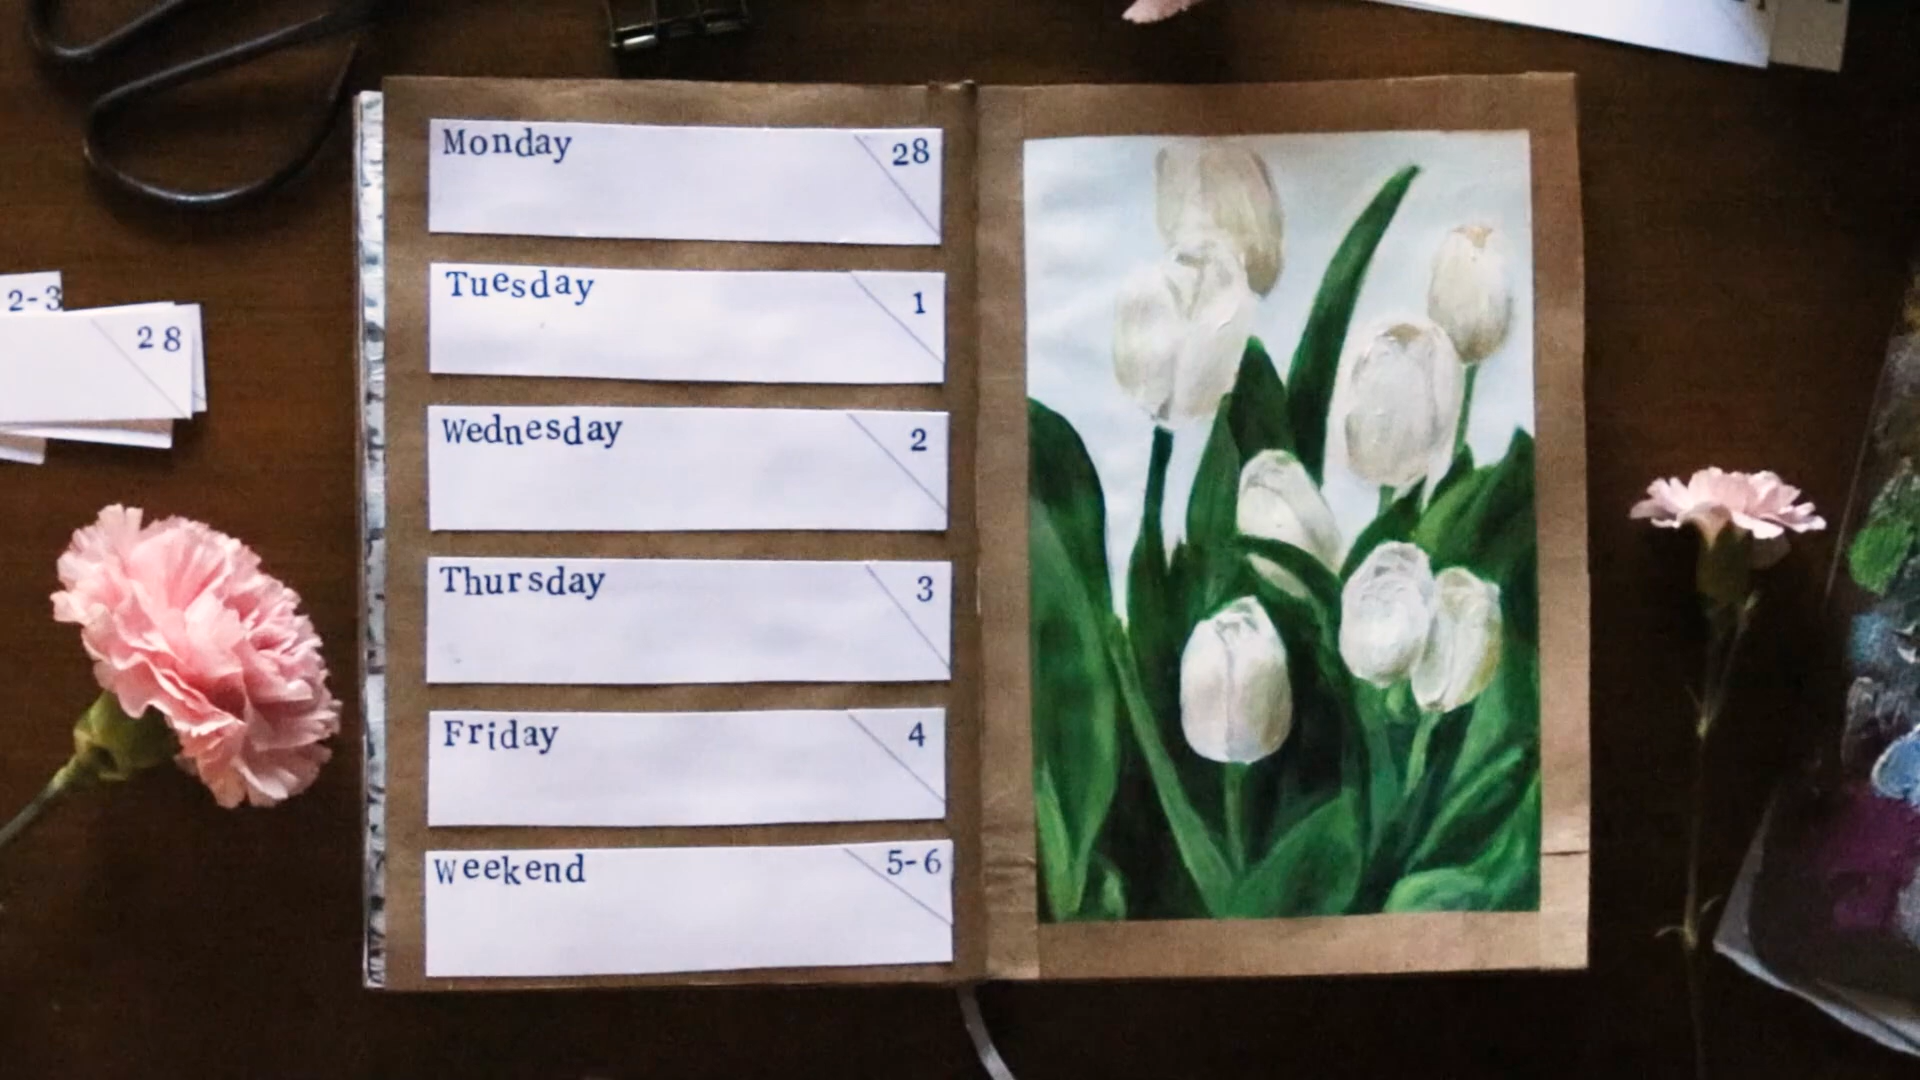 Monday 28
Tuesday 1
Wednesday 2
Thursday 3
Friday 4
Weekend 5-6
2-3
28